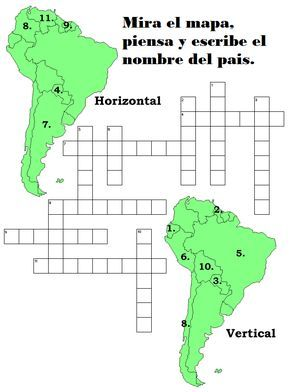 Mira el mapa,
piensa y escribe el
nombre del pais.
11.
8.
9.
4.
7.
Horizontal
2.
1.
5.
6.
10.
3.
8.
Vertical